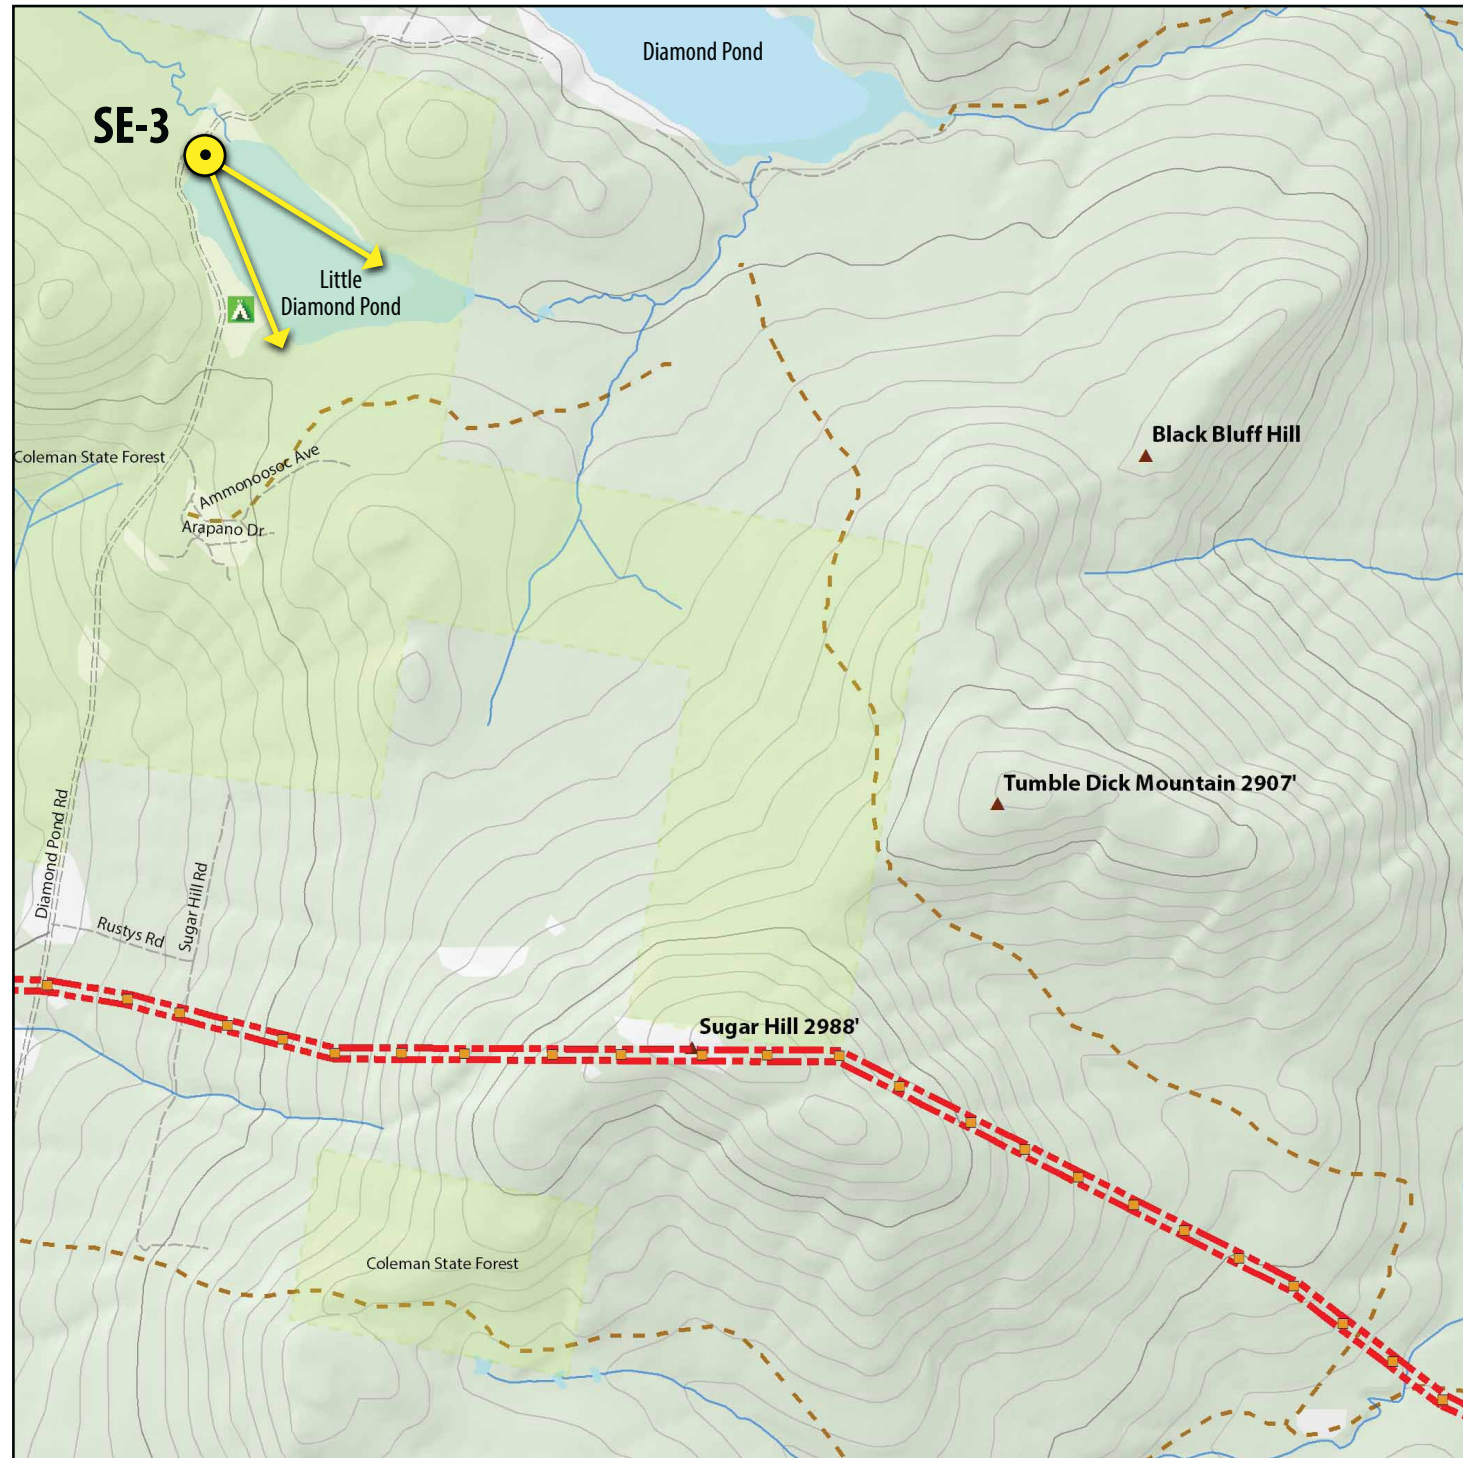 Diamond Pond
SE-3
Little
Diamond Pond
Black Bluff Hill
Coleman State Forest
Ammonoosoc Ave
Arapano Dr
Tumble Dick Mountain 2907'
Diamond Pond Rd
Sugar Hill Rd
Rustys Rd
Sugar Hill 2988'
Coleman State Forest